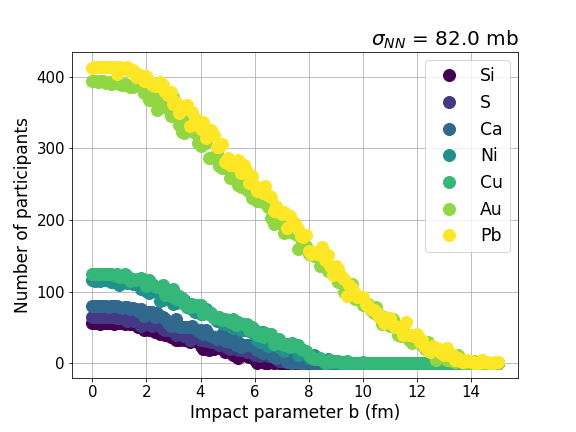 σNN = 82.0 mb
Number of participants
400
300
200
100
0
Si
S
Ca
Ni
Cu
Au
Pb
0 2 4 6 8 10 12 14
Impact parameter b (fm)